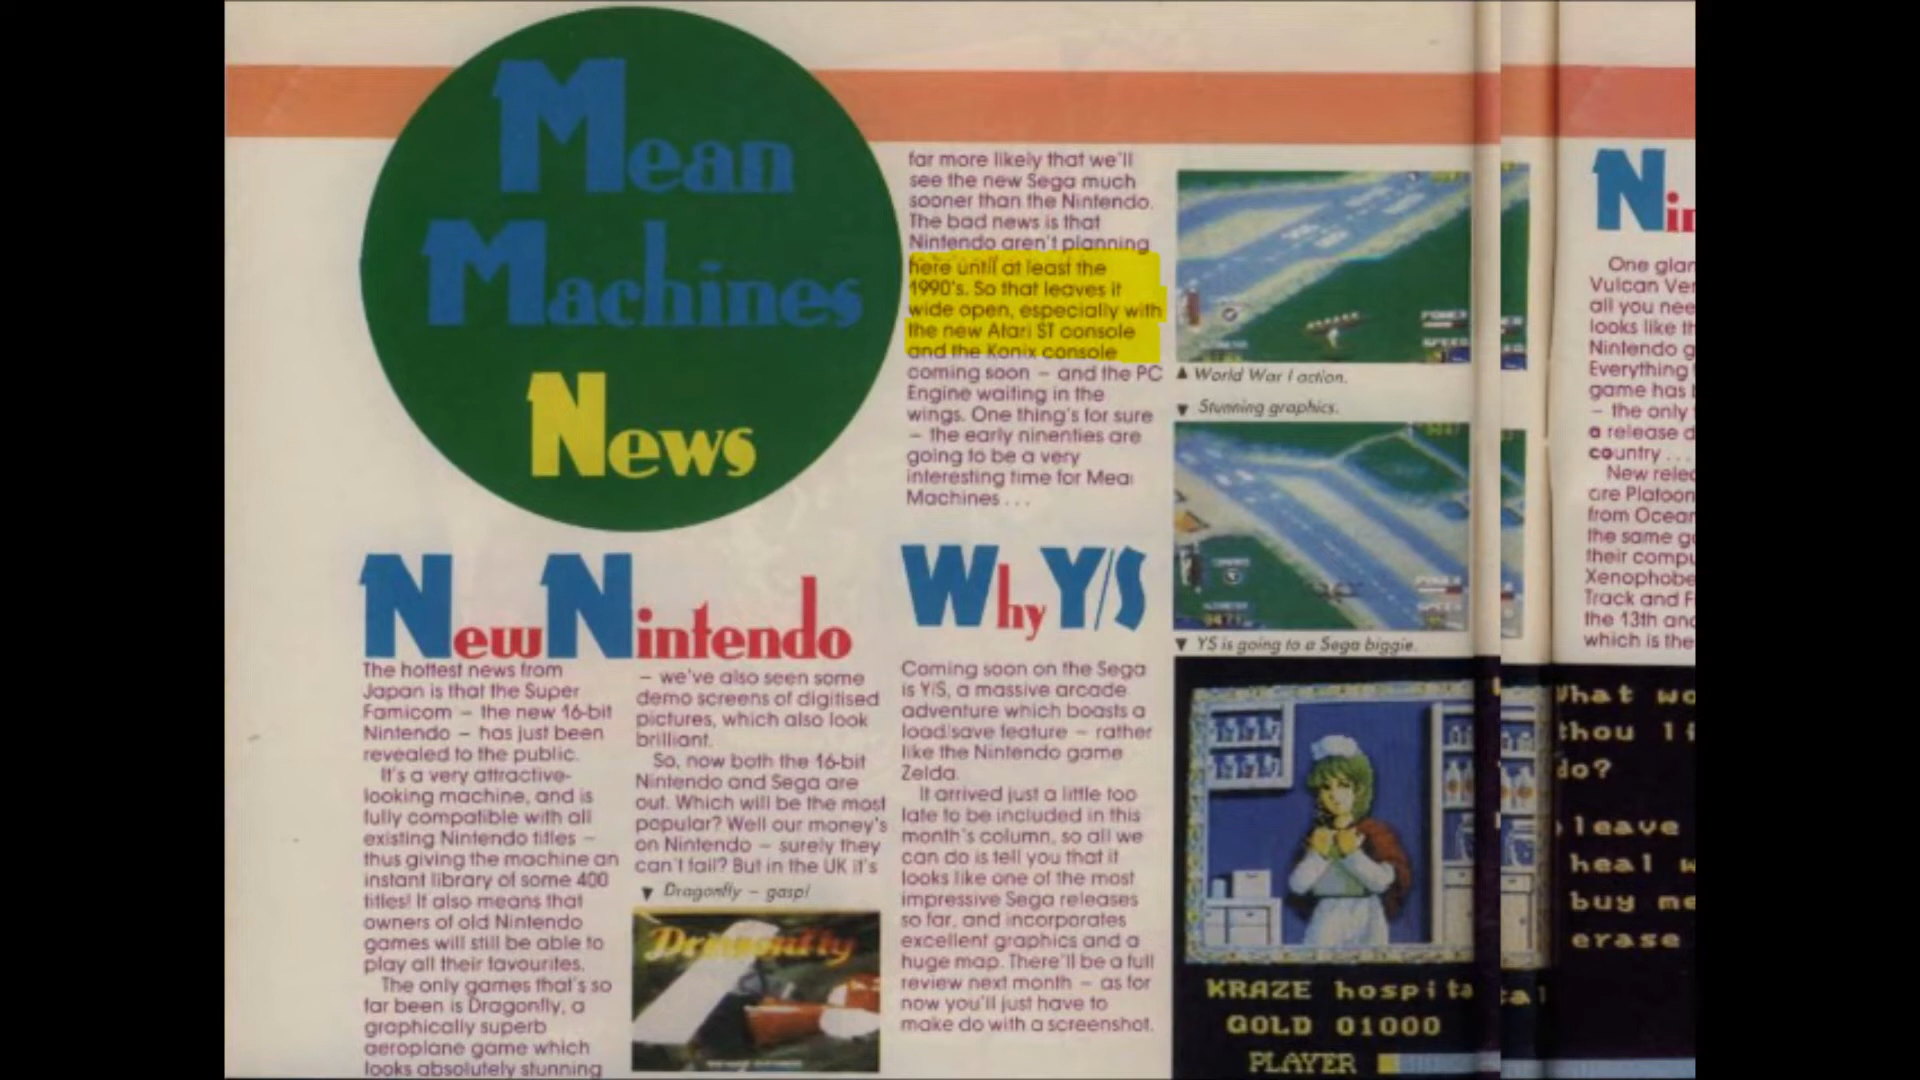 Mean
Machines
News
New Nintendo
The hottest news from
Japan is that the Super
Famicom – the new 16-bit
Nintendo – has just been
revealed to the public.
It's a very attractive-
looking machine, and is
fully compatible with all
existing Nintendo titles –
thus giving the machine an
instant library of some 400
titles! It also means that
owners of old Nintendo
games will still be able to
play all their favourites.
The only games that's so
far been is Dragonfly, a
graphically superb
aeroplane game which
looks absolutely stunning
– we've also seen some
demo screens of digitised
pictures, which also look
brilliant.
So, now both the 16-bit
Nintendo and Sega are
out. Which will be the most
popular? Well our money's
on Nintendo – surely they
can't fail? But in the UK it's
▼ Dragonfly – gasp!
Dragonfly
far more likely that we'll
see the new Sega much
sooner than the Nintendo.
The bad news is that
Nintendo aren't planning
here until at least the
1990's. So that leaves it
wide open, especially with
the new Atari ST console
and the Konix console
coming soon – and the PC
Engine waiting in the
wings. One thing's for sure
– the early ninenties are
going to be a very
interesting time for Mea
Machines . . .
Why Y/S
Coming soon on the Sega
is Y/S, a massive arcade
adventure which boasts a
load/save feature – rather
like the Nintendo game
Zelda.
It arrived just a little too
late to be included in this
month's column, so all we
can do is tell you that it
looks like one of the most
impressive Sega releases
so far, and incorporates
excellent graphics and a
huge map. There'll be a full
review next month – as for
now you'll just have to
make do with a screenshot.
▲ World War I action.
▼ Stunning graphics.
▼ YS is going to a Sega biggie.
KRAZE hospita
GOLD 01000
PLAYER
Nin
One glan
Vulcan Ven
all you nee
looks like th
Nintendo g
Everything
game has b
– the only
a release d
country . . .
New relea
are Platoon
from Ocean
the same ga
their compu
Xenophobe
Track and F
the 13th and
which is the
What wo
thou li
do?
leave
heal w
buy me
erase
tal